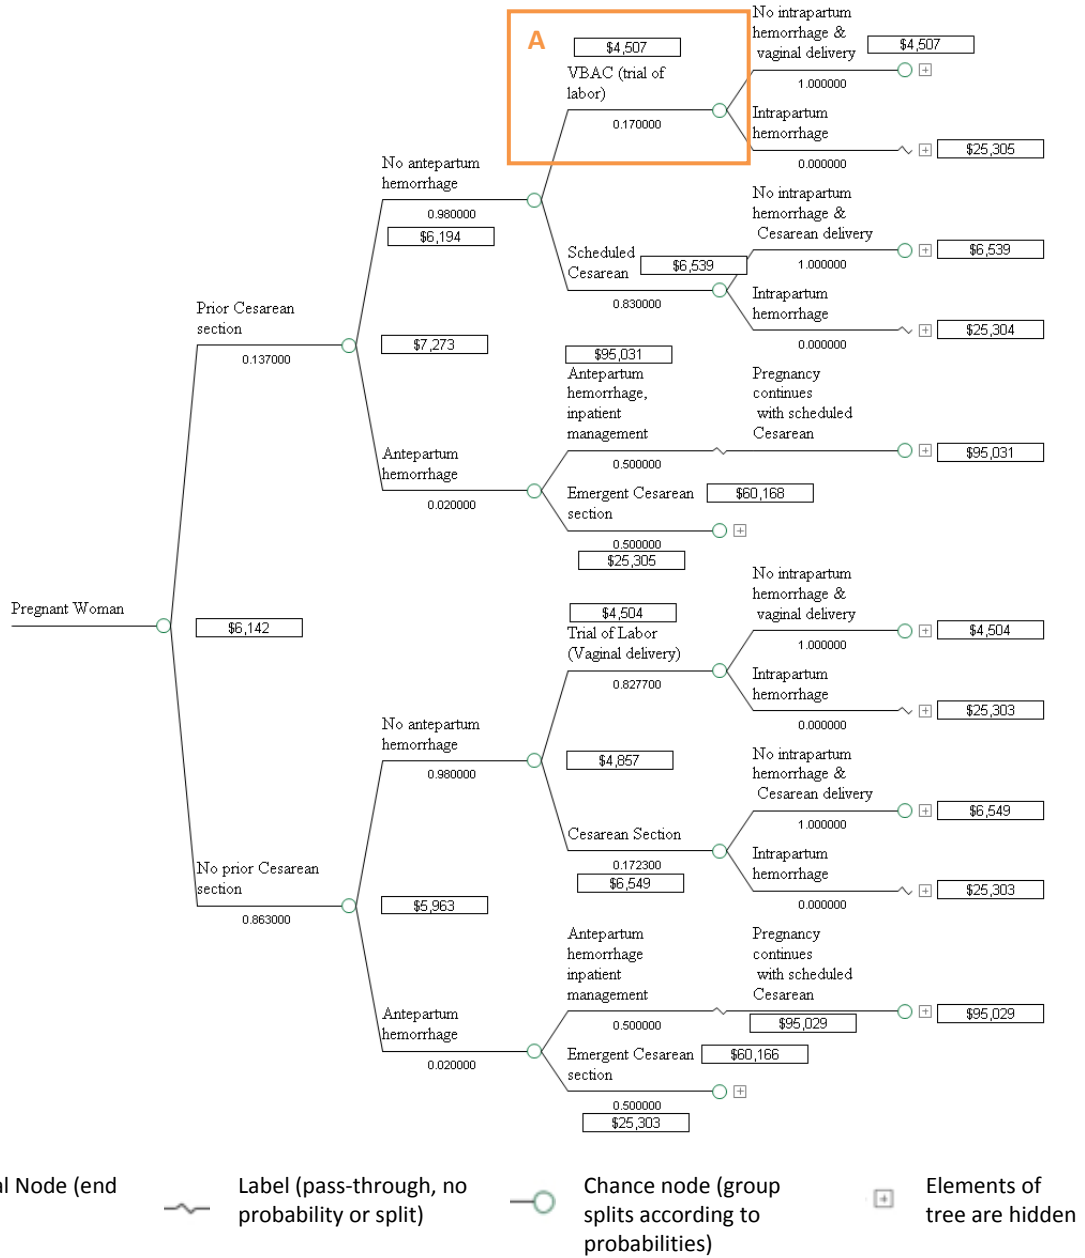 No intrapartum
hemorrhage &
vaginal delivery
$4,507
1.000000
A
$4,507
VBAC (trial of
labor)
0.170000
Intrapartum
hemorrhage
0.000000
$25,305
No antepartum
hemorrhage
0.980000
$6,194
No intrapartum
hemorrhage &
Cesarean delivery
1.000000
$6,539
Scheduled
Cesarean
$6,539
0.830000
Intrapartum
hemorrhage
0.000000
$25,304
Prior Cesarean
section
0.137000
$7,273
$95,031
Antepartum
hemorrhage,
inpatient
management
0.500000
Pregnancy
continues
with scheduled
Cesarean
$95,031
Antepartum
hemorrhage
0.020000
Emergent Cesarean
section
$60,168
0.500000
$25,305
Pregnant Woman
$6,142
No intrapartum
hemorrhage &
vaginal delivery
1.000000
$4,504
$4,504
Trial of Labor
(Vaginal delivery)
0.827700
Intrapartum
hemorrhage
0.000000
$25,303
No antepartum
hemorrhage
0.980000
$4,857
No intrapartum
hemorrhage &
Cesarean delivery
1.000000
$6,549
Cesarean Section
0.172300
$6,549
Intrapartum
hemorrhage
0.000000
$25,303
No prior Cesarean
section
0.863000
$5,963
Antepartum
hemorrhage
inpatient
management
0.500000
Pregnancy
continues
with scheduled
Cesarean
$95,029
$95,029
Antepartum
hemorrhage
0.020000
Emergent Cesarean
section
$60,166
0.500000
$25,303
al Node (end
Label (pass-through, no
probability or split)
Chance node (group
splits according to
probabilities)
Elements of
tree are hidden